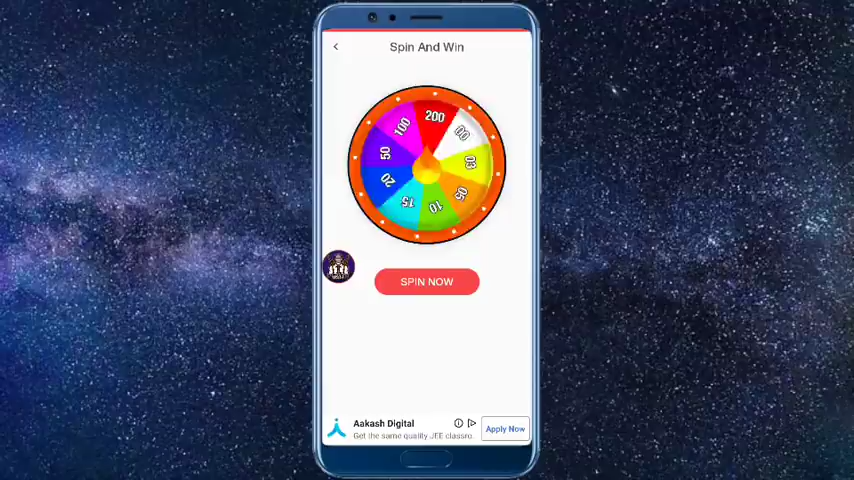 Spin And Win
200
00
03
05
10
15
20
50
100
SPIN NOW
Aakash Digital
Get the same quality JEE classro.
Apply Now